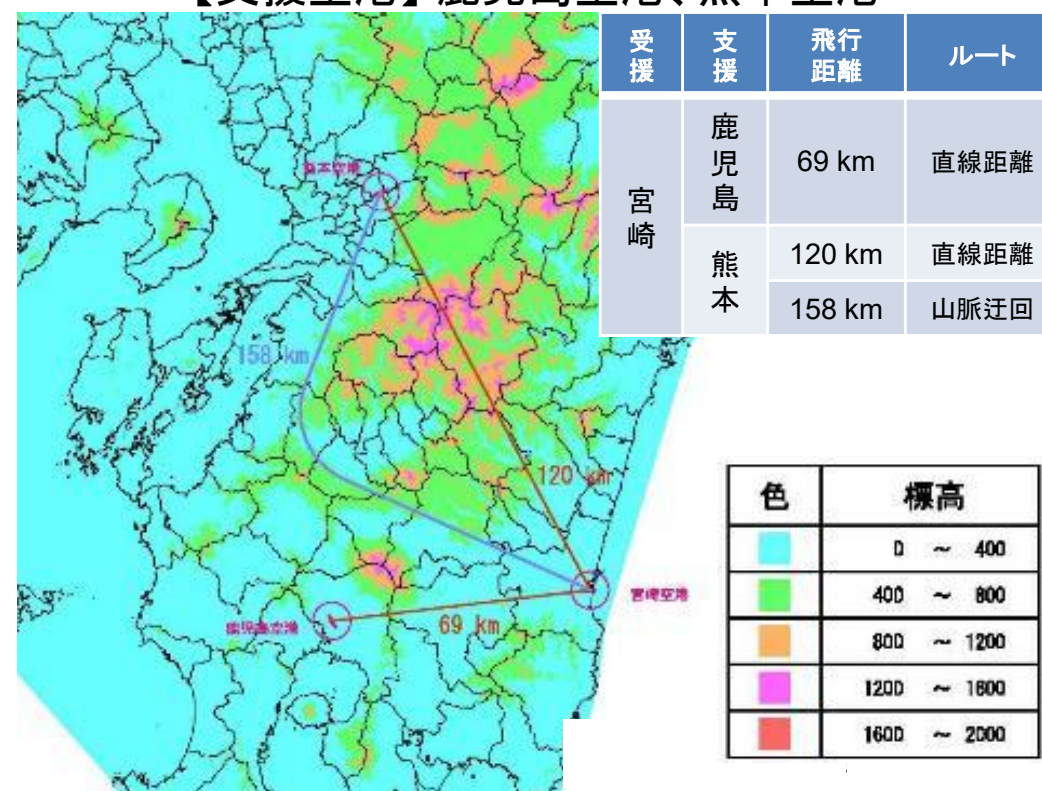 【支援空港】鹿児島空港、熊本空港
受援 支援 飛行距離 ルート
宮崎 鹿児島 69 km 直線距離
熊本 120 km 直線距離
158 km 山脈迂回
熊本空港
158 km
120 km
宮崎空港
鹿児島空港
69 km
色 標高
0 ～ 400
400 ～ 800
800 ～ 1200
1200 ～ 1600
1600 ～ 2000